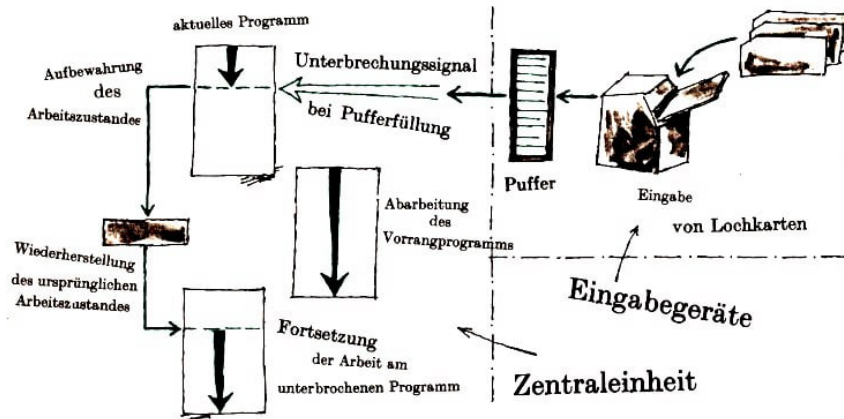 aktuelles Programm
Aufbewahrung
des
Arbeitszustandes
Unterbrechungssignal
bei Pufferfüllung
Puffer
Eingabe
von Lochkarten
Abarbeitung
des
Vorrangprogramms
Wiederherstellung
des ursprünglichen
Arbeitszustandes
Eingabegeräte
Fortsetzung
der Arbeit am
unterbrochenen Programm
Zentraleinheit